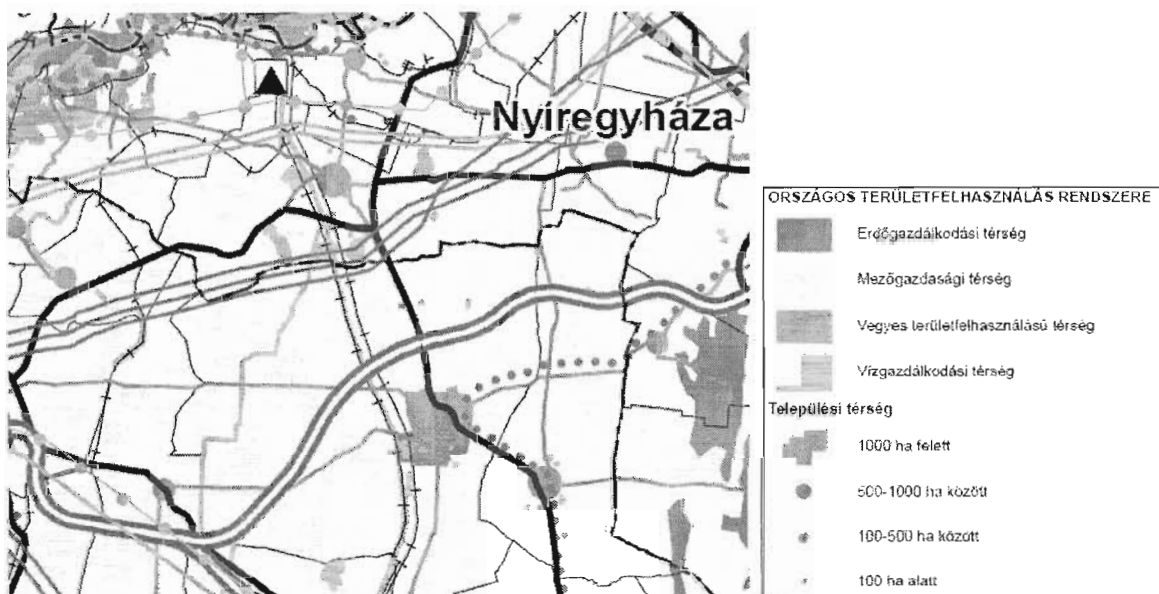 Nyíregyháza
ORSZÁGOS TERÜLETFELHASZNÁLÁS RENDSZERE
Erdőgazdálkodási térség
Mezőgazdasági térség
Vegyes területfelhasználású térség
Vízgazdálkodási térség
Települési térség
1000 ha felett
500-1000 ha között
100-500 ha között
100 ha alatt